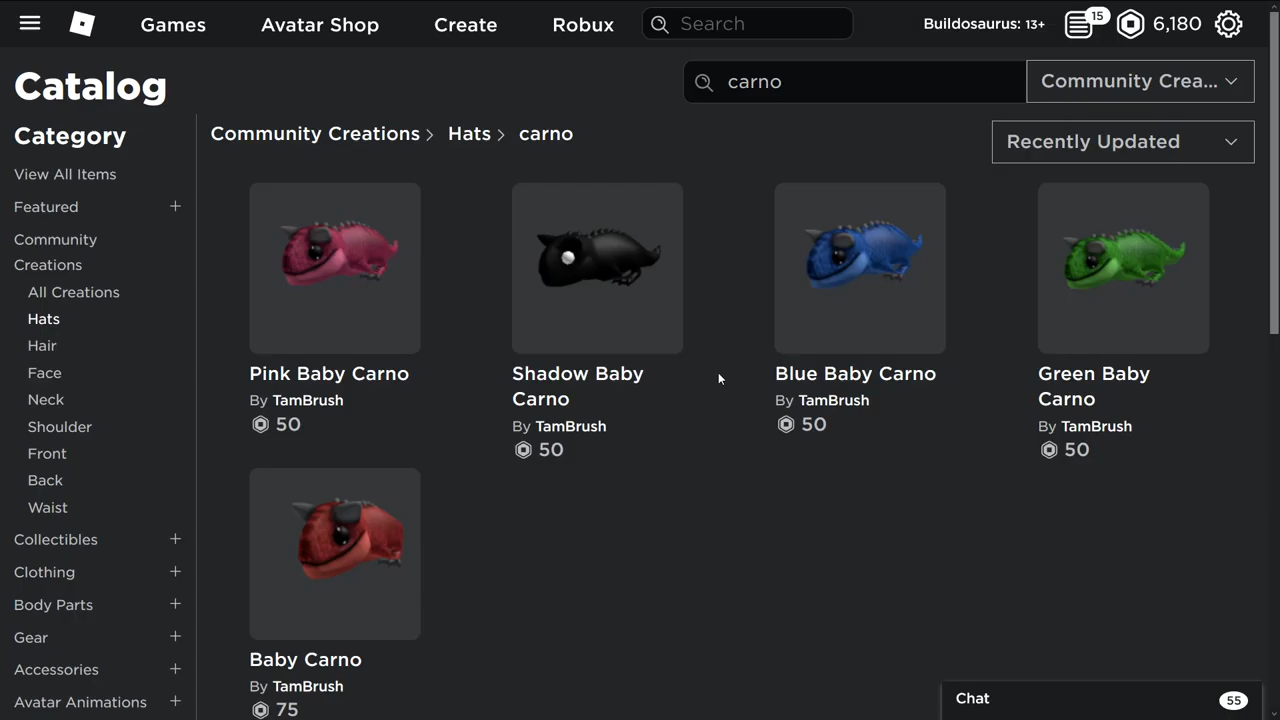 Games
Avatar Shop
Create
Robux
Search
Buildosaurus: 13+
15
6,180
Catalog
carno
Community Crea...
Category
View All Items
Featured +
Community
Creations
All Creations
Hats
Hair
Face
Neck
Shoulder
Front
Back
Waist
Collectibles +
Clothing +
Body Parts +
Gear +
Accessories +
Avatar Animations +
Community Creations > Hats > carno
Recently Updated
Pink Baby Carno
By TamBrush
50
Shadow Baby
Carno
By TamBrush
50
Blue Baby Carno
By TamBrush
50
Green Baby
Carno
By TamBrush
50
Baby Carno
By TamBrush
75
Chat
55